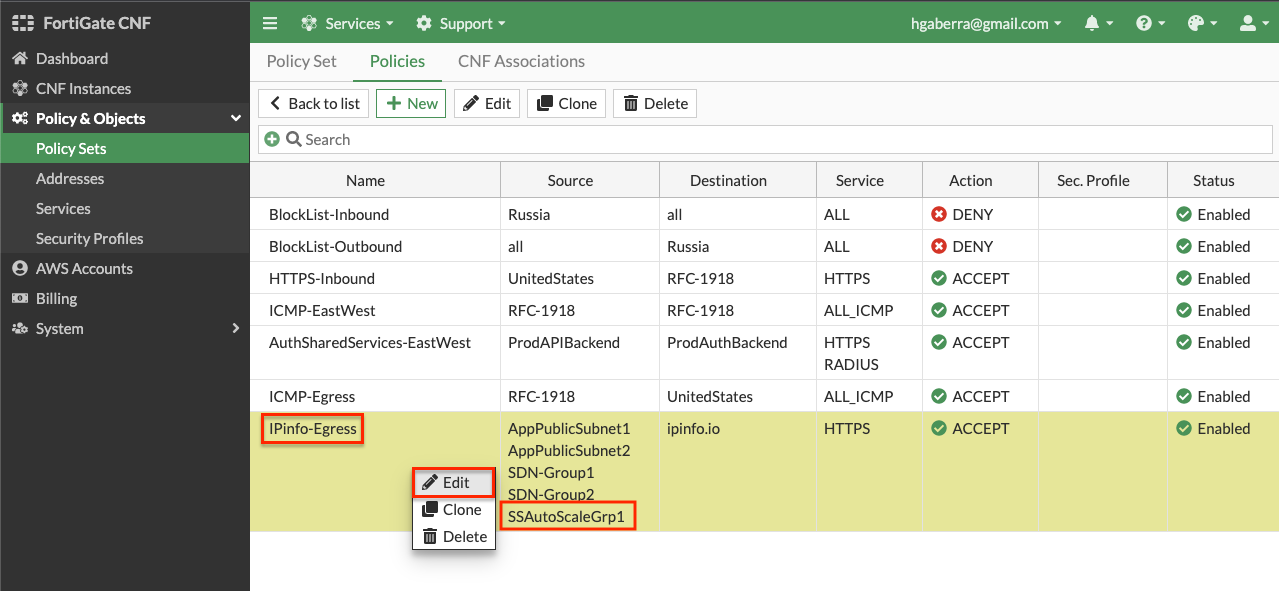 FortiGate CNF
Services
Support
hgaberra@gmail.com
Dashboard
CNF Instances
Policy & Objects
Policy Sets
Addresses
Services
Security Profiles
AWS Accounts
Billing
System
Policy Set Policies CNF Associations
Back to list New Edit Clone Delete
Search
Name Source Destination Service Action Sec. Profile Status
BlockList-Inbound Russia all ALL DENY Enabled
BlockList-Outbound all Russia ALL DENY Enabled
HTTPS-Inbound UnitedStates RFC-1918 HTTPS ACCEPT Enabled
ICMP-EastWest RFC-1918 RFC-1918 ALL_ICMP ACCEPT Enabled
AuthSharedServices-EastWest ProdAPIBackend ProdAuthBackend HTTPS ACCEPT Enabled
RADIUS
ICMP-Egress RFC-1918 UnitedStates ALL_ICMP ACCEPT Enabled
IPinfo-Egress AppPublicSubnet1 ipinfo.io HTTPS ACCEPT Enabled
AppPublicSubnet2
SDN-Group1
SDN-Group2
SSAutoScaleGrp1
Edit
Clone
Delete